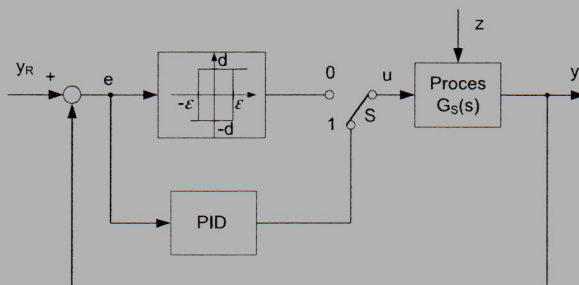 z
y_R
+
e
d
-ε
ε
-d
0
1
S
u
Proces
G_S(s)
y
PID